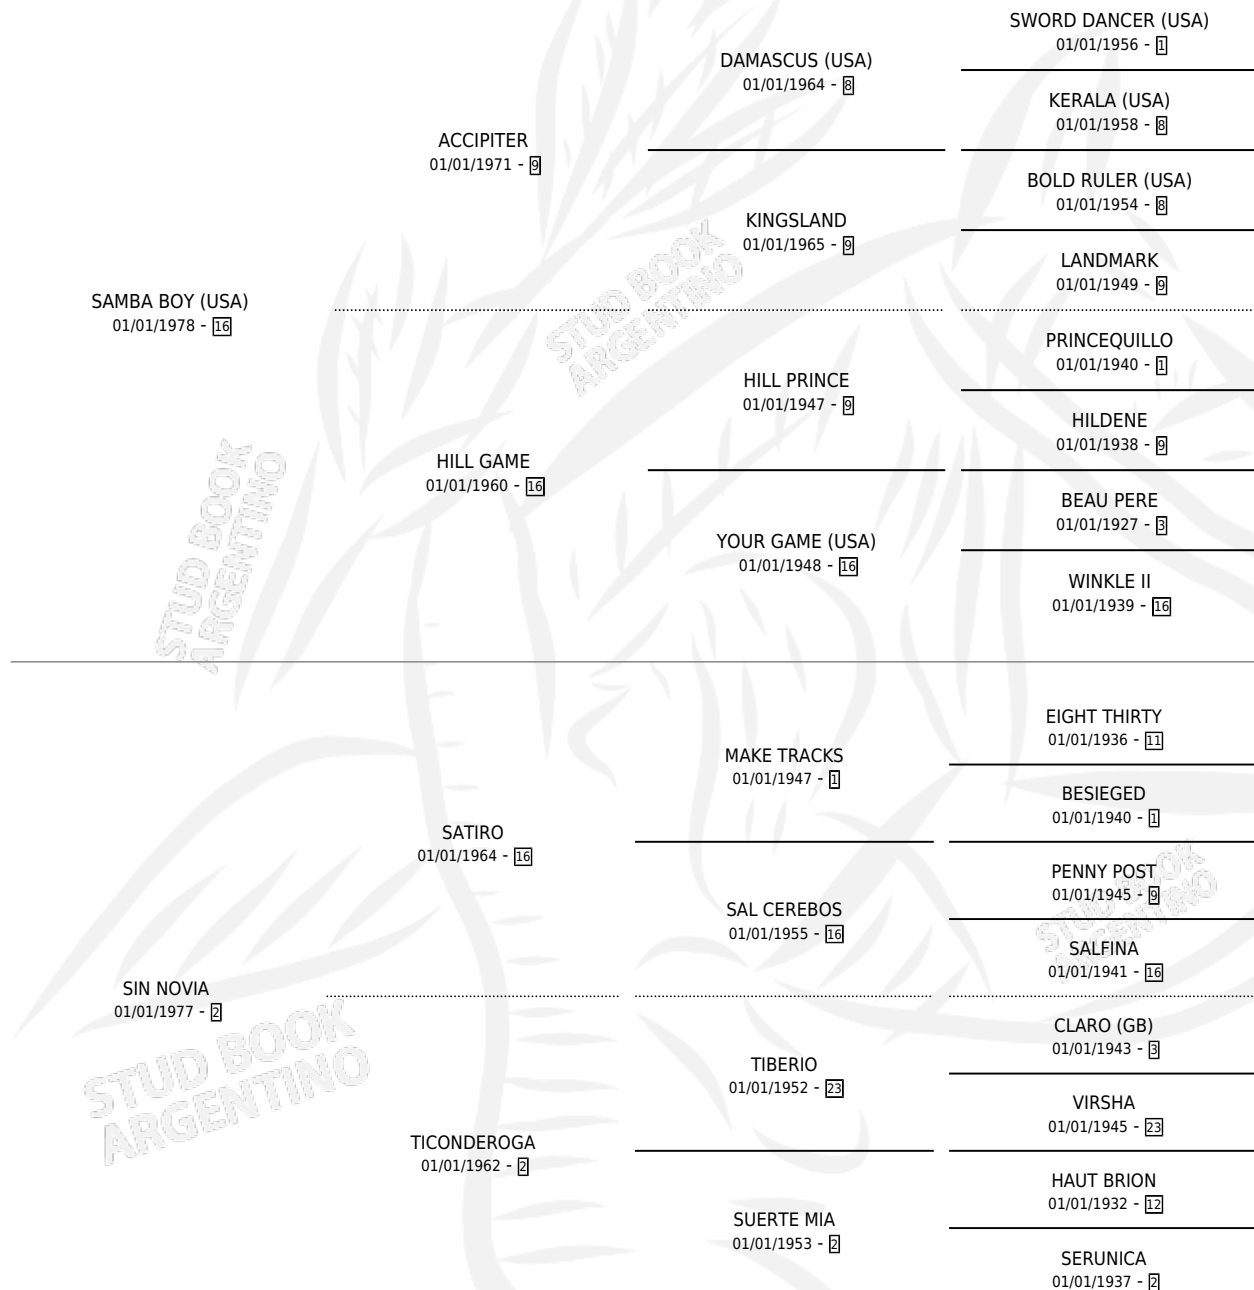 SWORD DANCER (USA)
01/01/1956 - 1
DAMASCUS (USA)
01/01/1964 - 8
KERALA (USA)
01/01/1958 - 8
ACCIPITER
01/01/1971 - 9
BOLD RULER (USA)
01/01/1954 - 8
KINGSLAND
01/01/1965 - 9
LANDMARK
01/01/1949 - 9
SAMBA BOY (USA)
01/01/1978 - 16
PRINCEQUILLO
01/01/1940 - 1
HILL PRINCE
01/01/1947 - 9
HILDENE
01/01/1938 - 9
HILL GAME
01/01/1960 - 16
BEAU PERE
01/01/1927 - 3
YOUR GAME (USA)
01/01/1948 - 16
WINKLE II
01/01/1939 - 16
EIGHT THIRTY
01/01/1936 - 11
MAKE TRACKS
01/01/1947 - 1
BESIEGED
01/01/1940 - 1
SATIRO
01/01/1964 - 16
PENNY POST
01/01/1945 - 9
SAL CEREBOS
01/01/1955 - 16
SALFINA
01/01/1941 - 16
SIN NOVIA
01/01/1977 - 2
CLARO (GB)
01/01/1943 - 3
TIBERIO
01/01/1952 - 23
VIRSHA
01/01/1945 - 23
TICONDEROGA
01/01/1962 - 2
HAUT BRION
01/01/1932 - 12
SUERTE MIA
01/01/1953 - 2
SERUNICA
01/01/1937 - 2
STUD BOOK
ARGENTINO
STUD BOOK
ARGENTINO
STUD BOOK
ARGENTINO
STUD BOOK
ARGENTINO